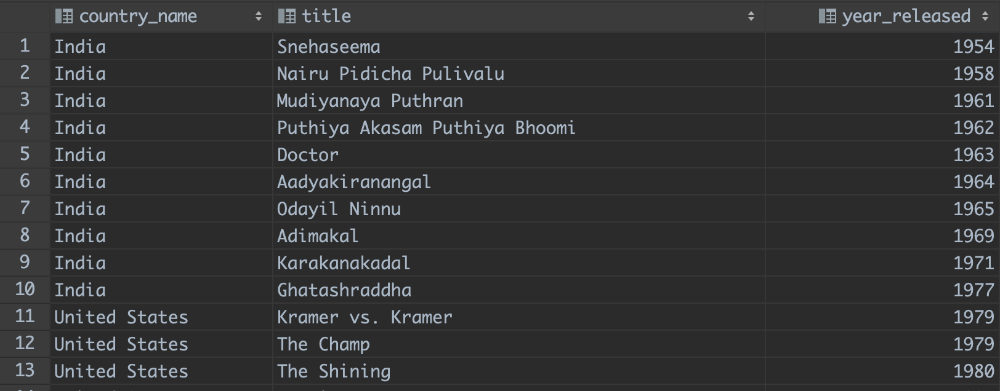 country_name title year_released
1 India Snehaseema 1954
2 India Nairu Pidicha Pulivalu 1958
3 India Mudiyanaya Puthran 1961
4 India Puthiya Akasam Puthiya Bhoomi 1962
5 India Doctor 1963
6 India Aadyakiranangal 1964
7 India Odayil Ninnu 1965
8 India Adimakal 1969
9 India Karakanakadal 1971
10 India Ghatashraddha 1977
11 United States Kramer vs. Kramer 1979
12 United States The Champ 1979
13 United States The Shining 1980